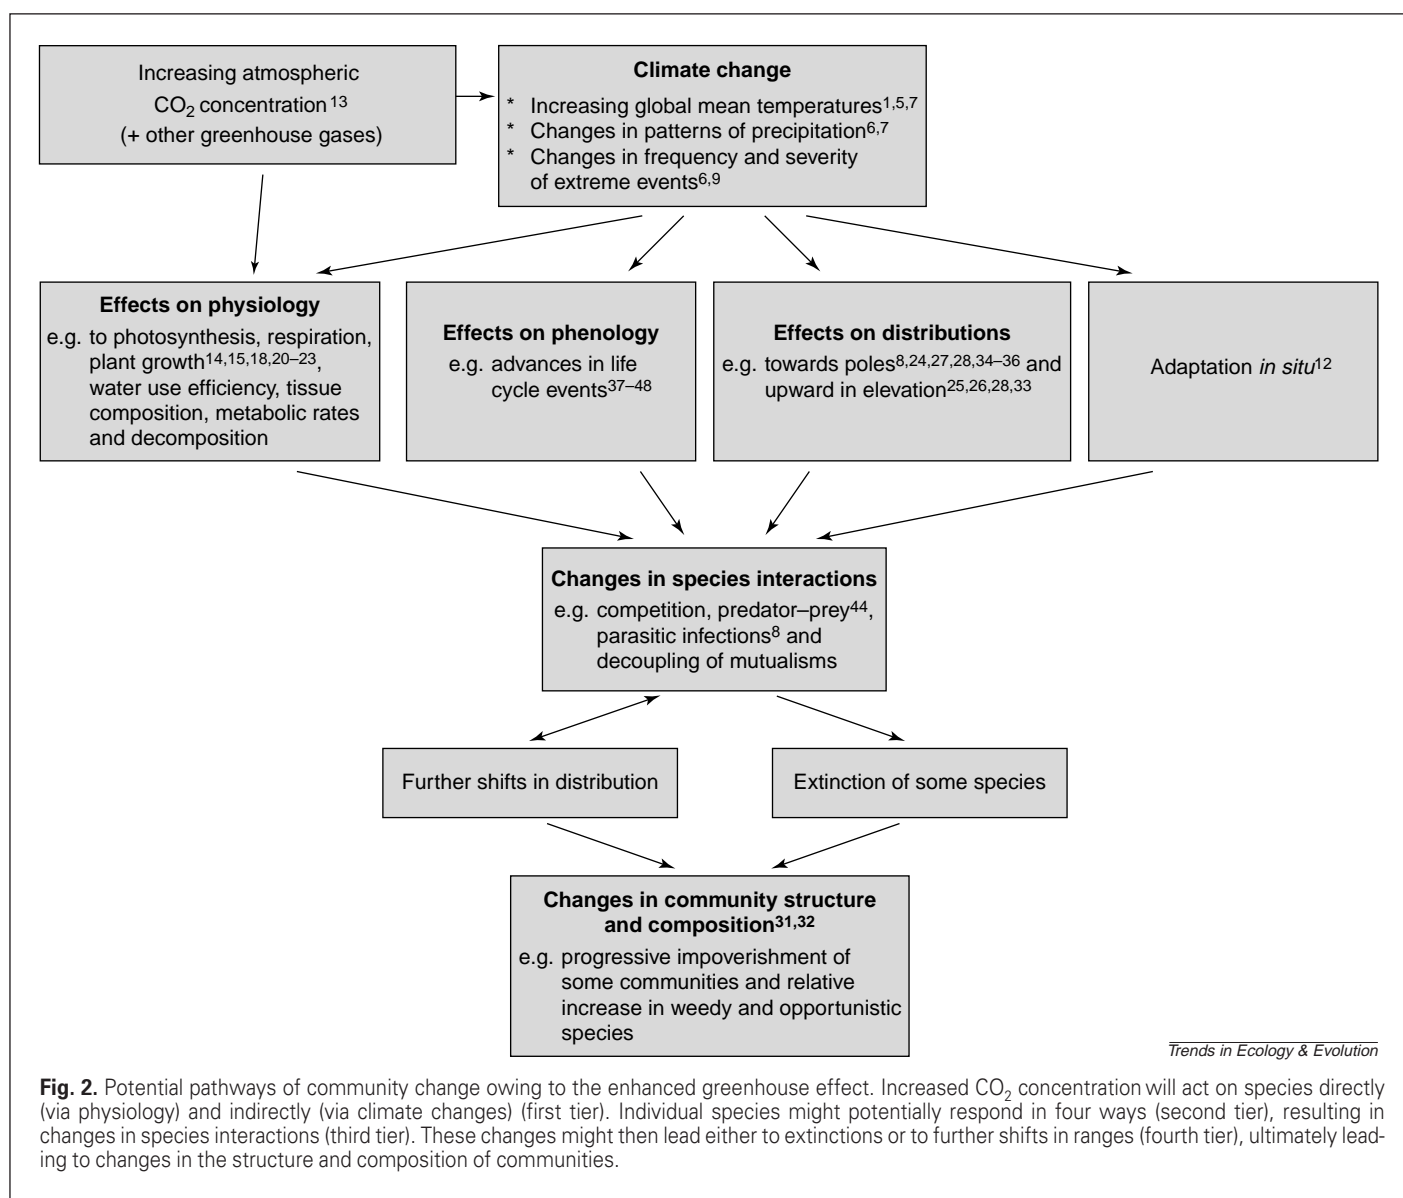 Increasing atmospheric
CO₂ concentration¹³
(+ other greenhouse gases)
Climate change
* Increasing global mean temperatures¹,⁵,⁷
* Changes in patterns of precipitation⁶,⁷
* Changes in frequency and severity
of extreme events⁶,⁹
Effects on physiology
e.g. to photosynthesis, respiration,
plant growth¹⁴,¹⁵,¹⁸,²⁰–²³,
water use efficiency, tissue
composition, metabolic rates
and decomposition
Effects on phenology
e.g. advances in life
cycle events³⁷–⁴⁸
Effects on distributions
e.g. towards poles⁸,²⁴,²⁷,²⁸,³⁴–³⁶ and
upward in elevation²⁵,²⁶,²⁸,³³
Adaptation in situ¹²
Changes in species interactions
e.g. competition, predator–prey⁴⁴,
parasitic infections⁸ and
decoupling of mutualisms
Further shifts in distribution
Extinction of some species
Changes in community structure
and composition³¹,³²
e.g. progressive impoverishment of
some communities and relative
increase in weedy and opportunistic
species
Trends in Ecology & Evolution
Fig. 2. Potential pathways of community change owing to the enhanced greenhouse effect. Increased CO₂ concentration will act on species directly
(via physiology) and indirectly (via climate changes) (first tier). Individual species might potentially respond in four ways (second tier), resulting in
changes in species interactions (third tier). These changes might then lead either to extinctions or to further shifts in ranges (fourth tier), ultimately lead-
ing to changes in the structure and composition of communities.